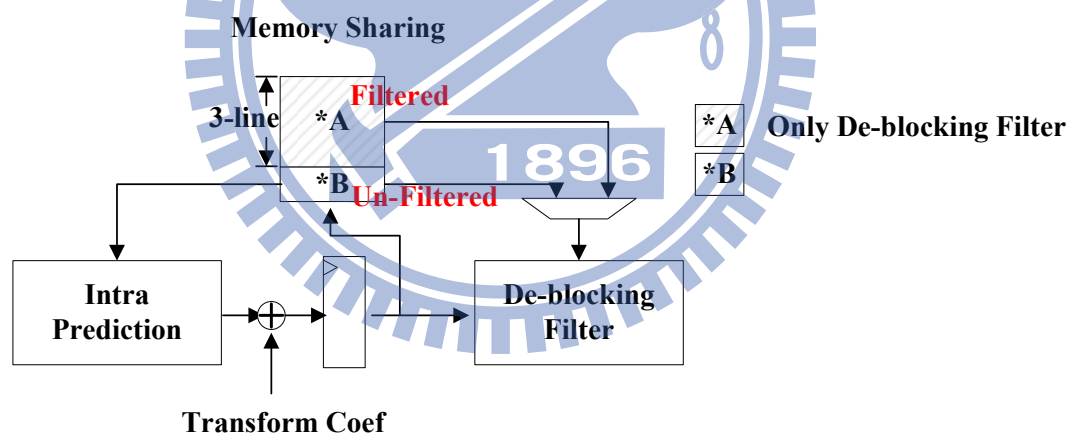 Memory Sharing
Filtered
3-line
*A
*A
Only De-blocking Filter
1896
*B
*B
Un-Filtered
Intra
Prediction
De-blocking
Filter
Transform Coef